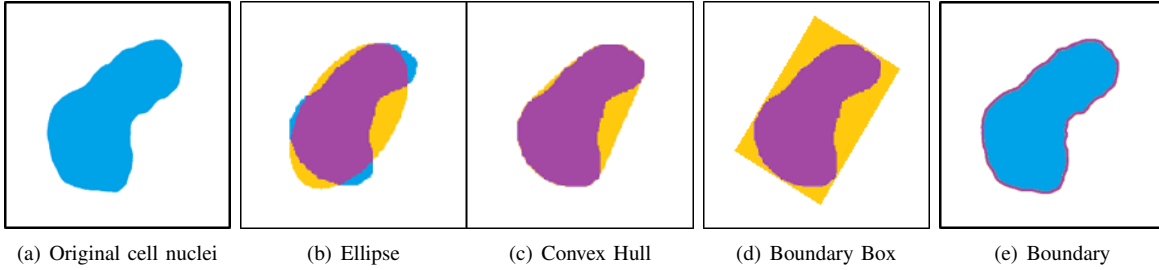 (a) Original cell nuclei
(b) Ellipse
(c) Convex Hull
(d) Boundary Box
(e) Boundary